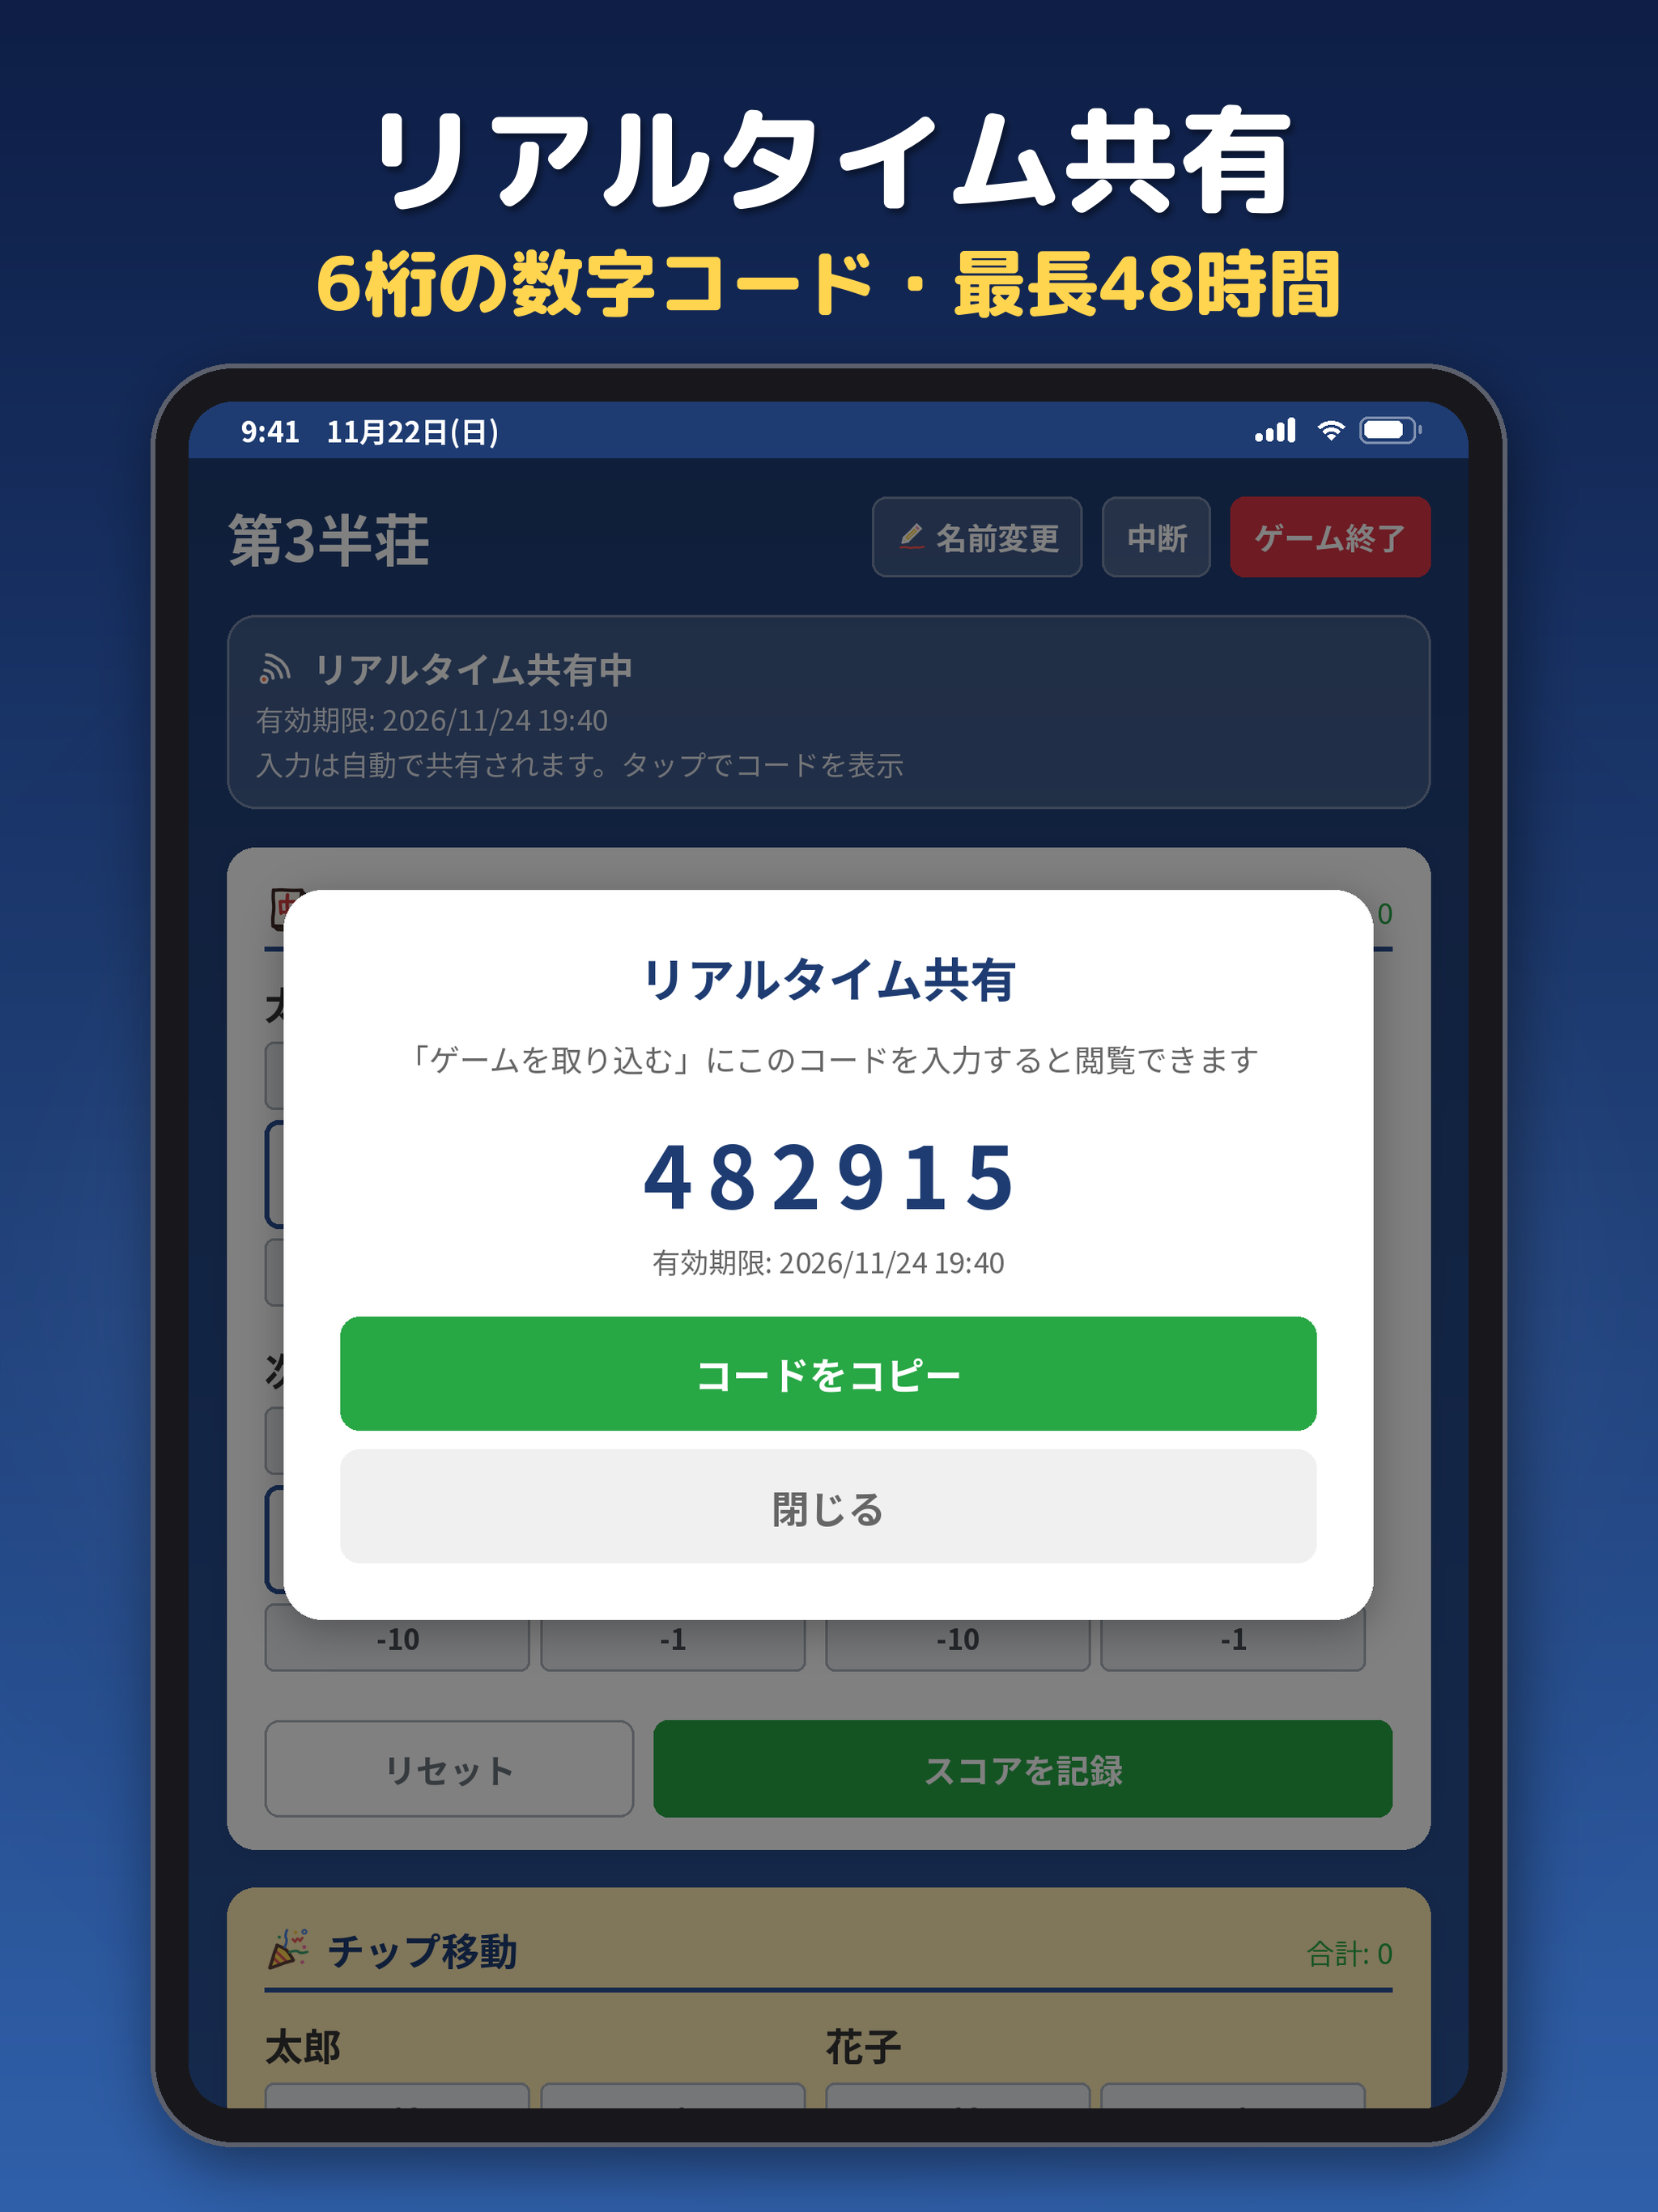 リアルタイム共有
6桁の数字コード・最長48時間
9:41 11月22日(日)
第3半荘
名前変更
中断
ゲーム終了
リアルタイム共有中
有効期限: 2026/11/24 19:40
入力は自動で共有されます。タップでコードを表示
0
リアルタイム共有
「ゲームを取り込む」にこのコードを入力すると閲覧できます
482915
有効期限: 2026/11/24 19:40
コードをコピー
閉じる
-10 -1 -10 -1
リセット
スコアを記録
チップ移動
合計: 0
太郎 花子